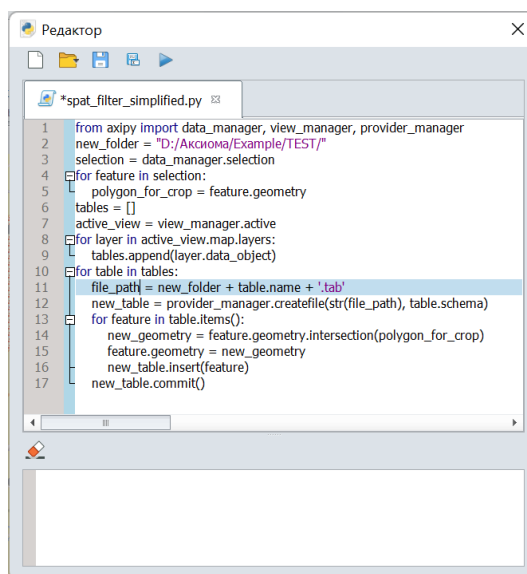 Редактор
*spat_filter_simplified.py
1 from axipy import data_manager, view_manager, provider_manager
2 new_folder = "D:/Аксиома/Example/TEST/"
3 selection = data_manager.selection
4 for feature in selection:
5 polygon_for_crop = feature.geometry
6 tables = []
7 active_view = view_manager.active
8 for layer in active_view.map.layers:
9 tables.append(layer.data_object)
10 for table in tables:
11 file_path = new_folder + table.name + '.tab'
12 new_table = provider_manager.createfile(str(file_path), table.schema)
13 for feature in table.items():
14 new_geometry = feature.geometry.intersection(polygon_for_crop)
15 feature.geometry = new_geometry
16 new_table.insert(feature)
17 new_table.commit()